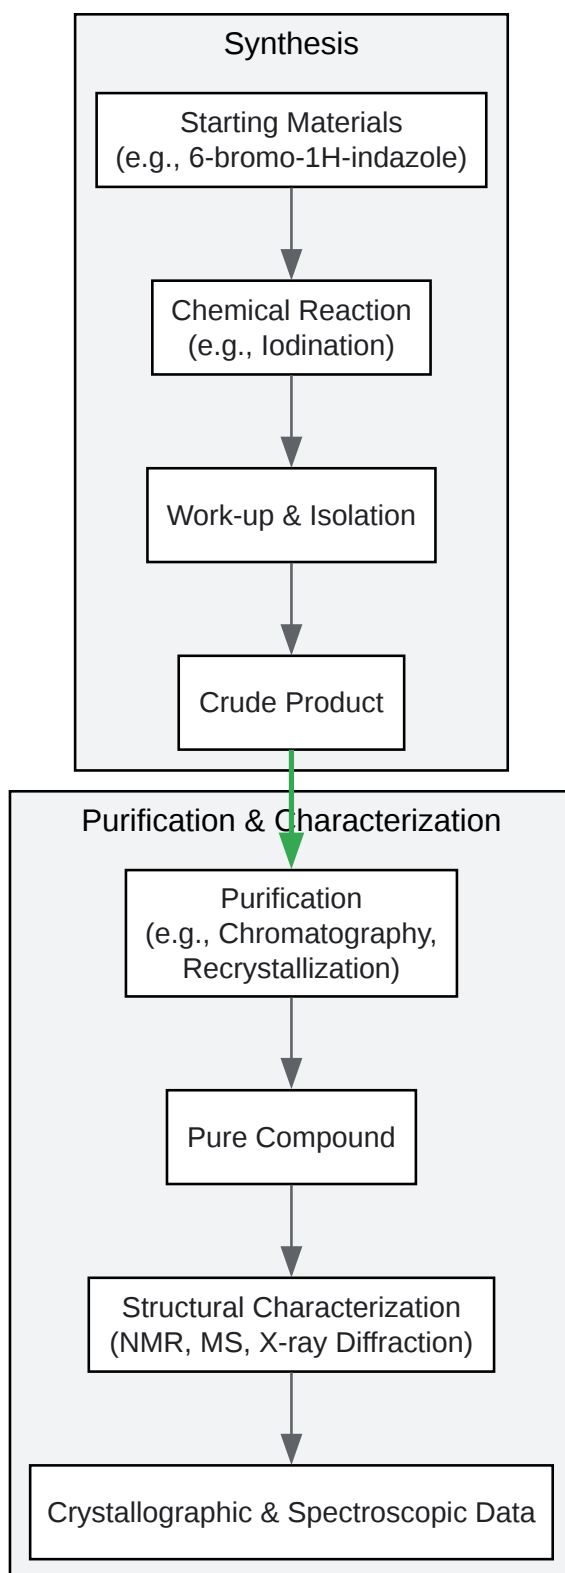 Synthesis
Starting Materials
(e.g., 6-bromo-1H-indazole)
Chemical Reaction
(e.g., Iodination)
Work-up & Isolation
Crude Product
Purification & Characterization
Purification
(e.g., Chromatography,
Recrystallization)
Pure Compound
Structural Characterization
(NMR, MS, X-ray Diffraction)
Crystallographic & Spectroscopic Data